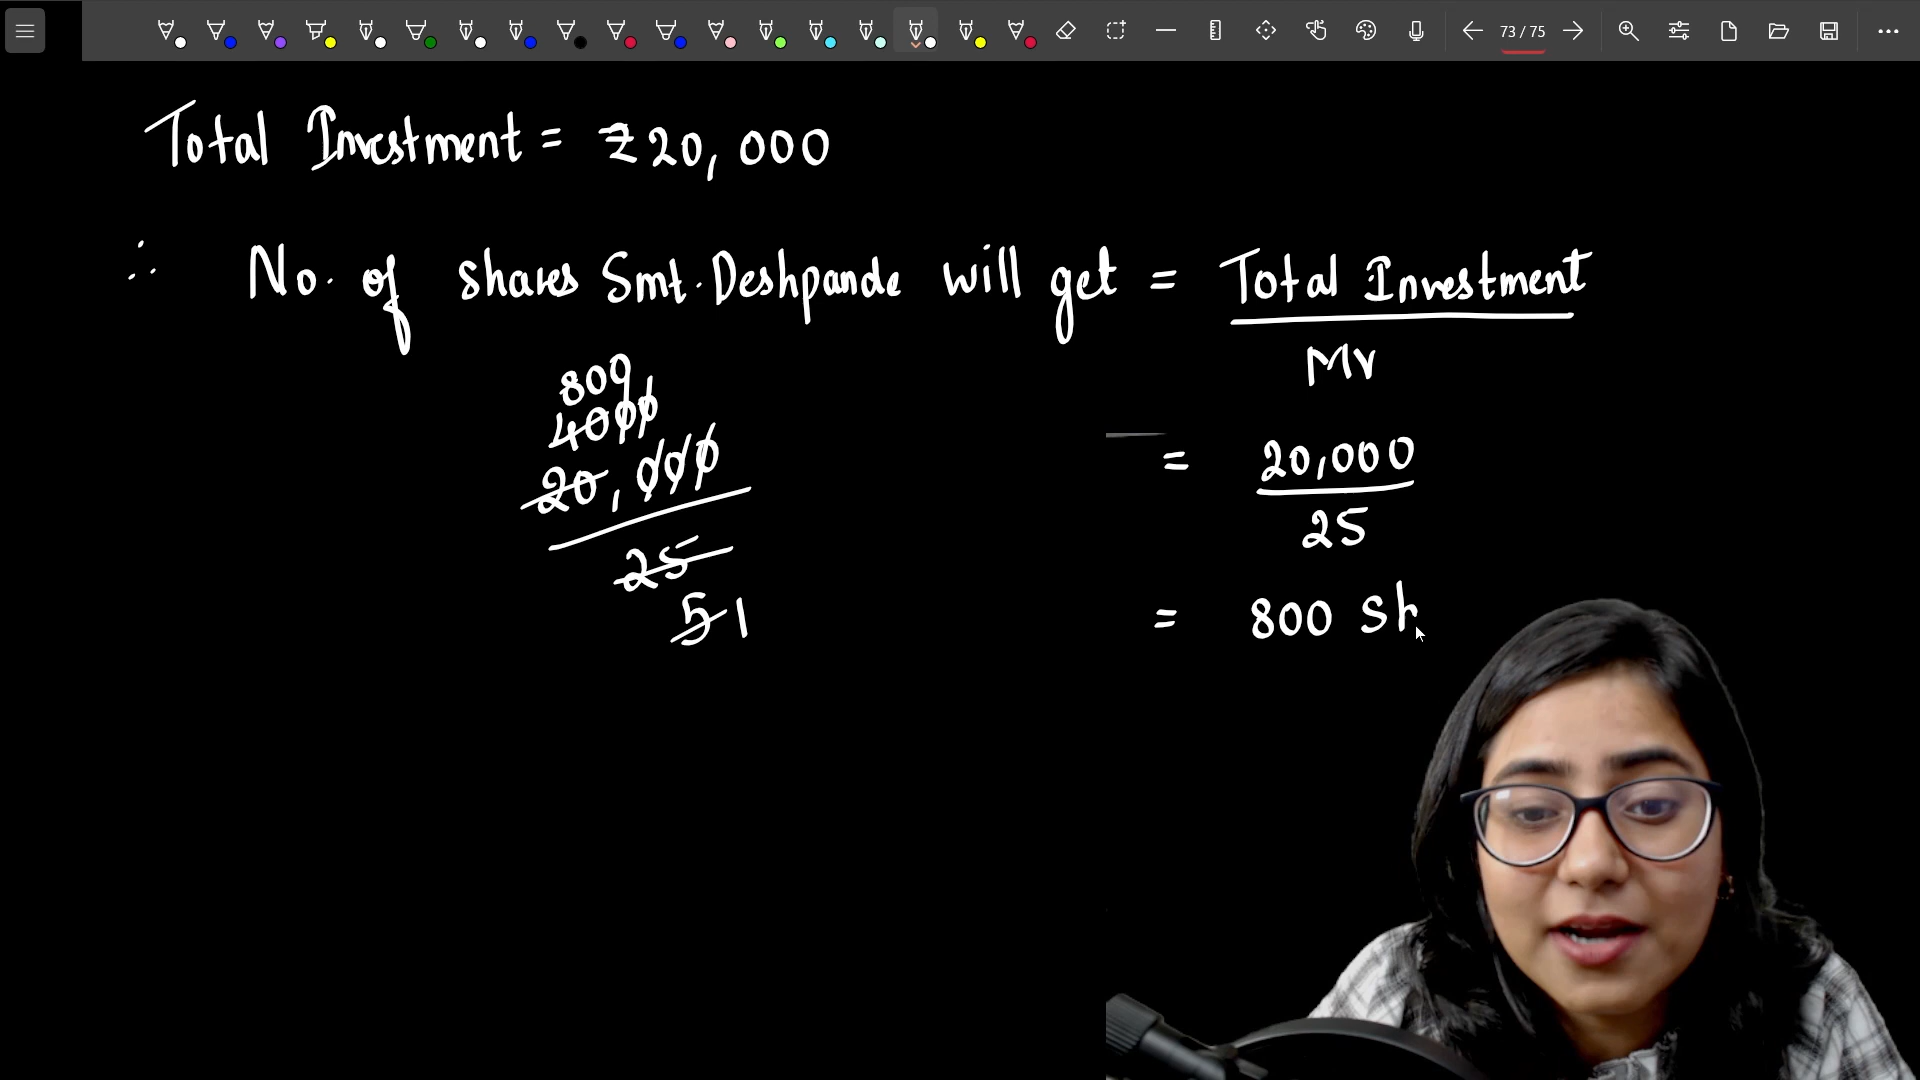 73 / 75
Total Investment = ₹20,000
∴ No. of shares Smt. Deshpande will get = Total Investment
MV
800
4000
20,000
25
5 1
= 20,000
25
= 800 Sh